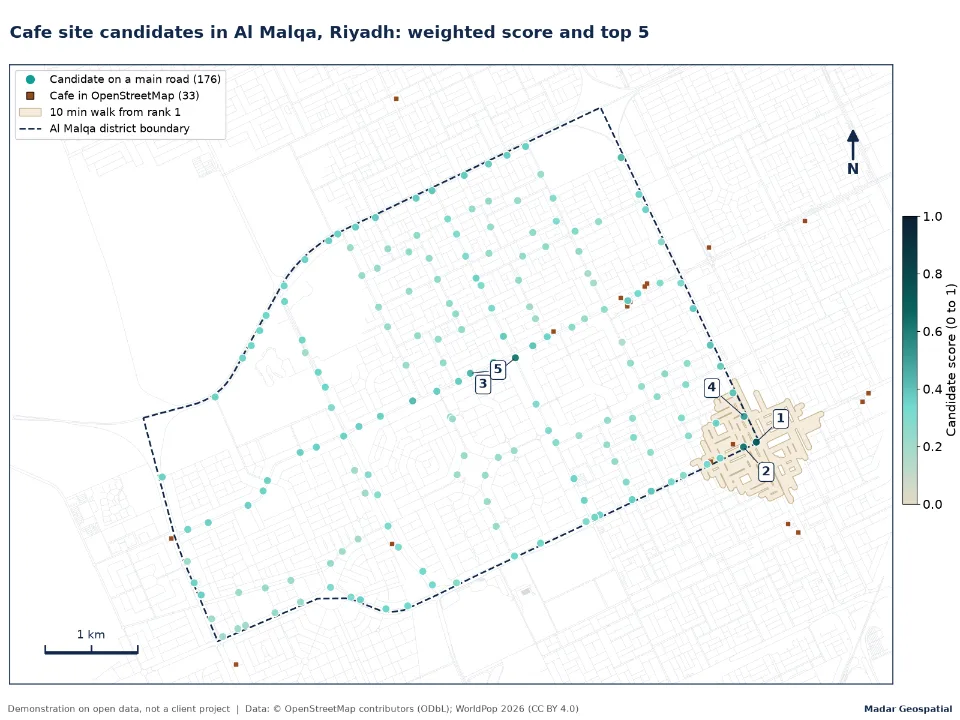 Cafe site candidates in Al Malqa, Riyadh: weighted score and top 5
Candidate on a main road (176)
Cafe in OpenStreetMap (33)
10 min walk from rank 1
Al Malqa district boundary
N
1.0
0.8
0.6
0.4
0.2
0.0
Candidate score (0 to 1)
5
3
4
1
2
1 km
Demonstration on open data, not a client project | Data: © OpenStreetMap contributors (ODbL); WorldPop 2026 (CC BY 4.0)
Madar Geospatial